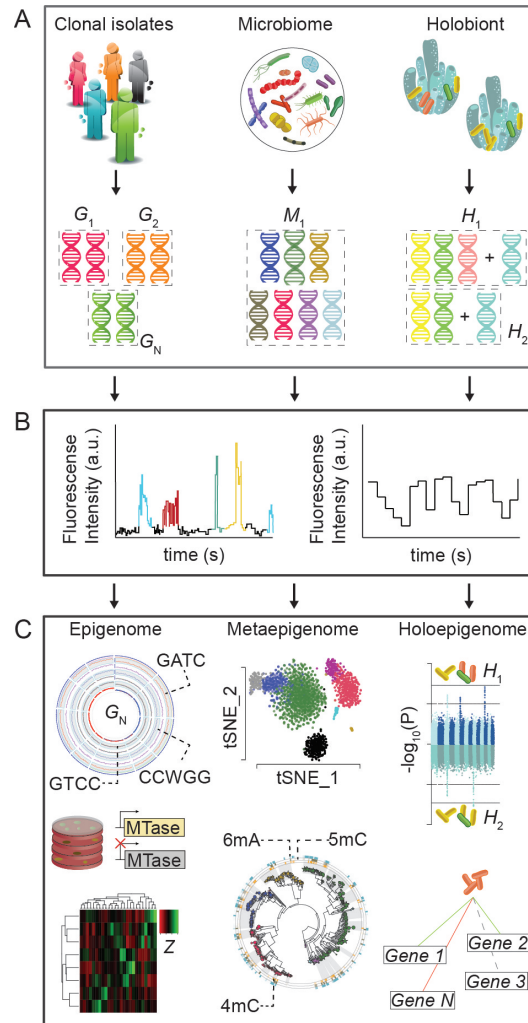 A
Clonal isolates
Microbiome
Holobiont
G1
G2
GN
M1
H1
+
+
H2
B
Fluorescense
Intensity (a.u.)
time (s)
Fluorescense
Intensity (a.u.)
time (s)
C
Epigenome
Metaepigenome
Holoepigenome
GATC
GN
GTCC
CCWGG
tSNE_2
tSNE_1
-log10(P)
H1
H2
MTase
MTase
Z
6mA
5mC
4mC
Gene 1
Gene 2
Gene 3
Gene N